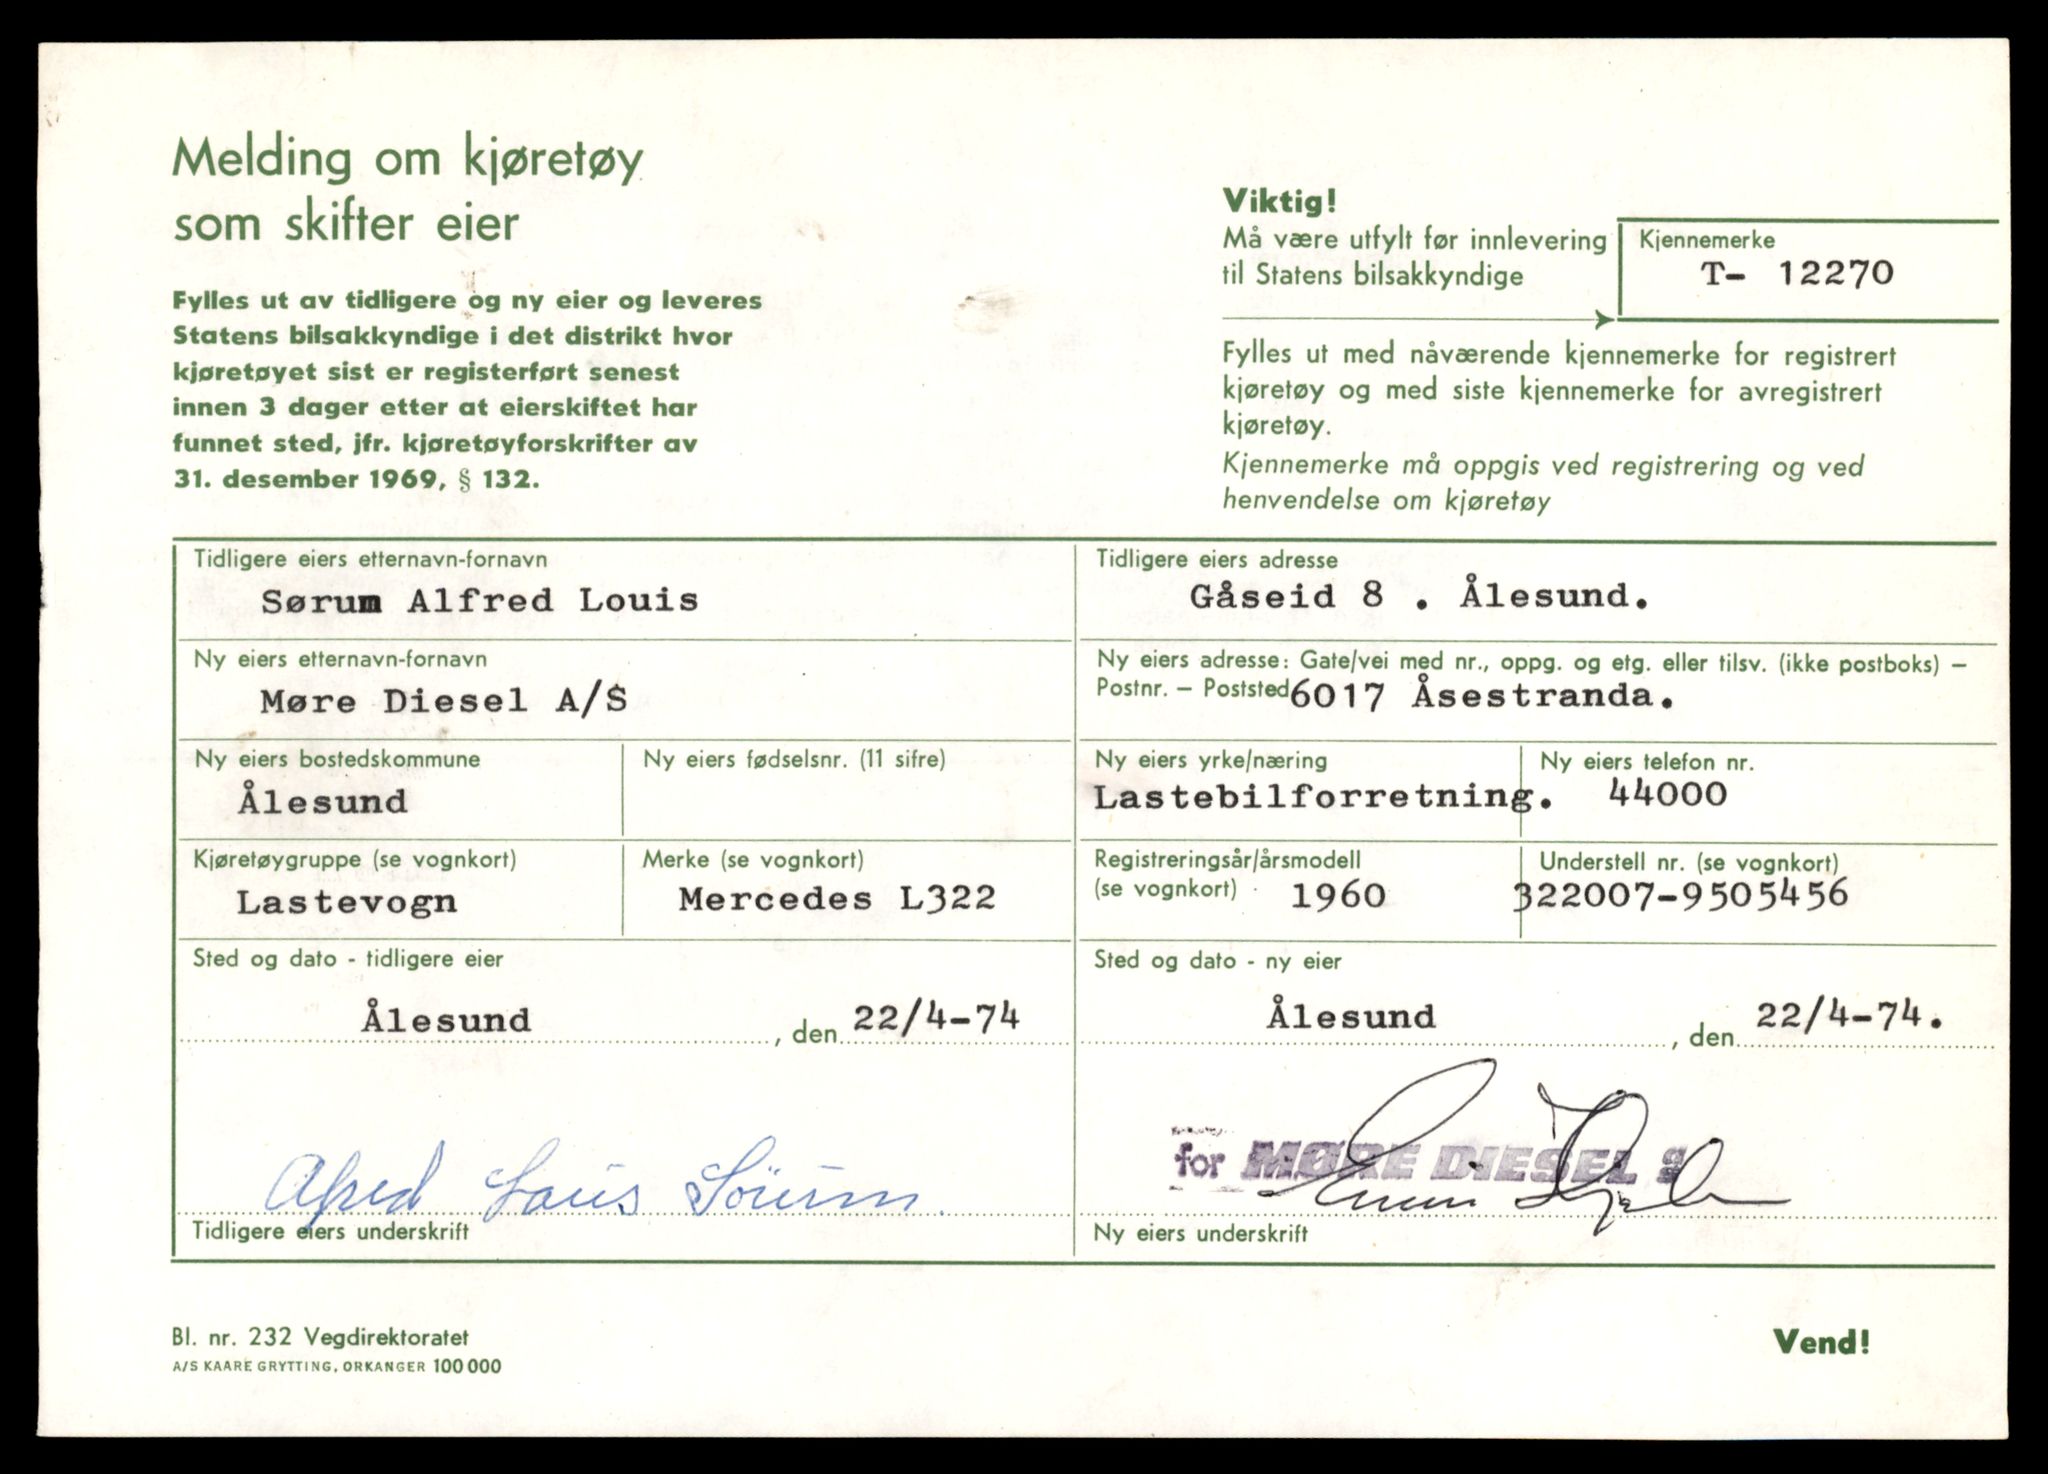 Melding om kjøretøy
som skifter eier
Fylles ut av tidligere og ny eier og leveres
Statens bilsakkyndige i det distrikt hvor
kjøretøyet sist er registerført senest
innen 3 dager etter at eierskiftet har
funnet sted, jfr. kjøretøyforskrifter av
31. desember 1969, § 132.
Viktig!
Må være utfylt før innlevering
til Statens bilsakkyndige
Kjennemerke
T- 12270
Fylles ut med nåværende kjennemerke for registrert
kjøretøy og med siste kjennemerke for avregistrert
kjøretøy.
Kjennemerke må oppgis ved registrering og ved
henvendelse om kjøretøy
Tidligere eiers etternavn-fornavn
Sørum Alfred Louis
Tidligere eiers adresse
Gåseid 8 . Ålesund.
Ny eiers etternavn-fornavn
Møre Diesel A/S
Ny eiers adresse: Gate/vei med nr., oppg. og etg. eller tilsv. (ikke postboks) –
Postnr. – Poststed 6017 Åsestranda.
Ny eiers bostedskommune
Ålesund
Ny eiers fødselsnr. (11 sifre)
Ny eiers yrke/næring
Lastebilforretning.
Ny eiers telefon nr.
44000
Kjøretøygruppe (se vognkort)
Lastevogn
Merke (se vognkort)
Mercedes L322
Registreringsår/årsmodell
(se vognkort) 1960
Understell nr. (se vognkort)
322007-9505456
Sted og dato - tidligere eier
Ålesund , den 22/4-74
Sted og dato - ny eier
Ålesund , den 22/4-74.
Alfred Louis Sørum
Tidligere eiers underskrift
for MØRE DIESEL
Ny eiers underskrift
Bl. nr. 232 Vegdirektoratet
A/S KAARE GRYTTING, ORKANGER 100 000
Vend!